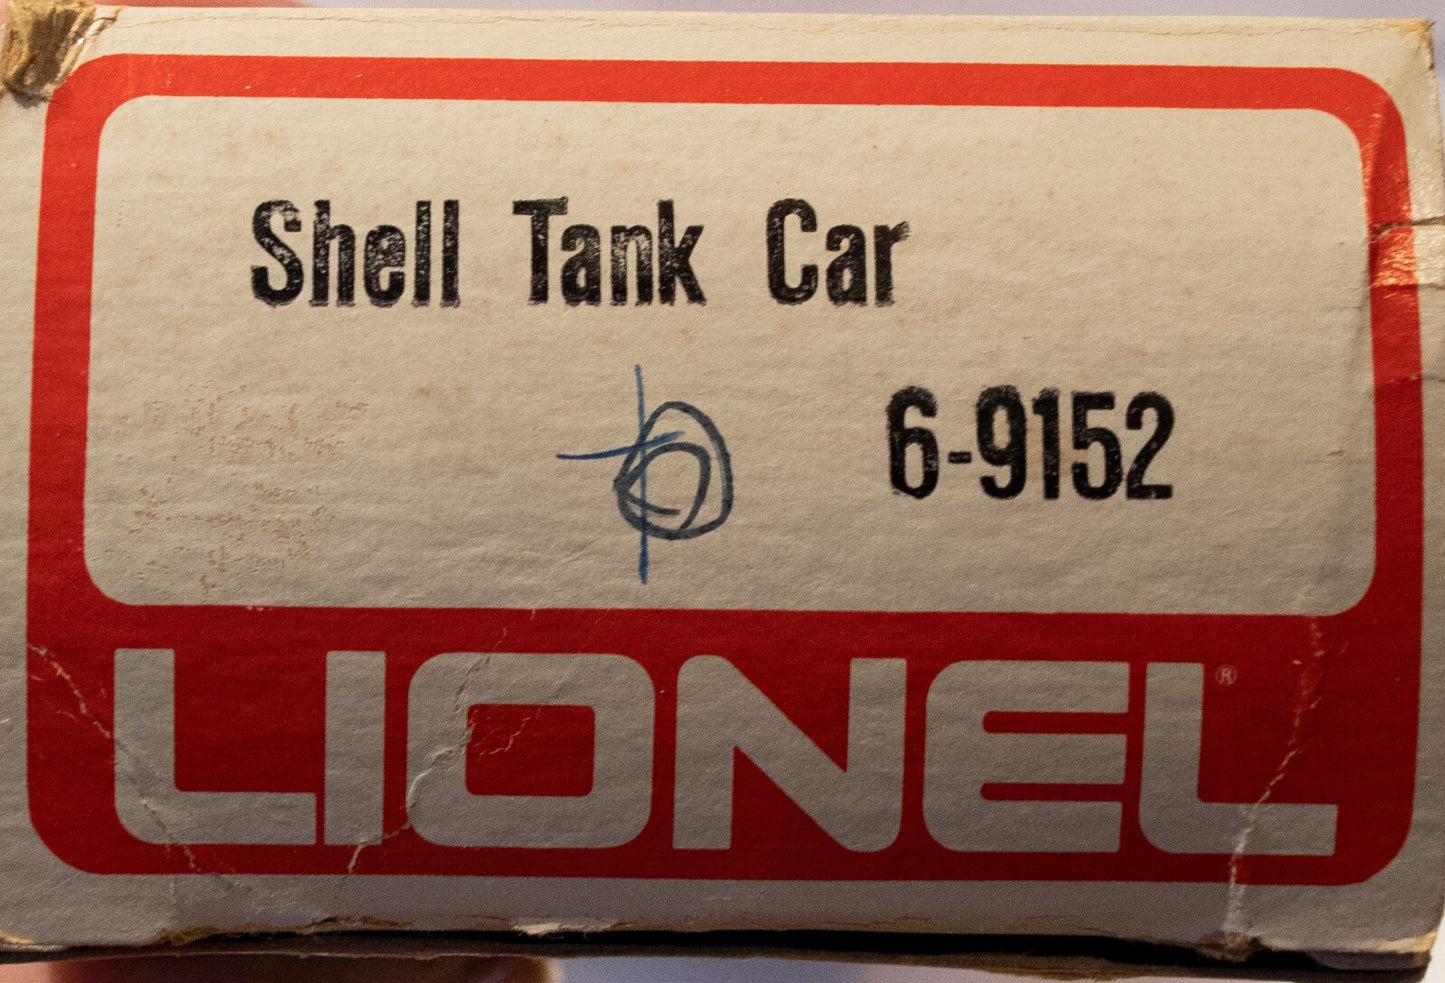 Shell Tank Car
6-9152
LIONEL®